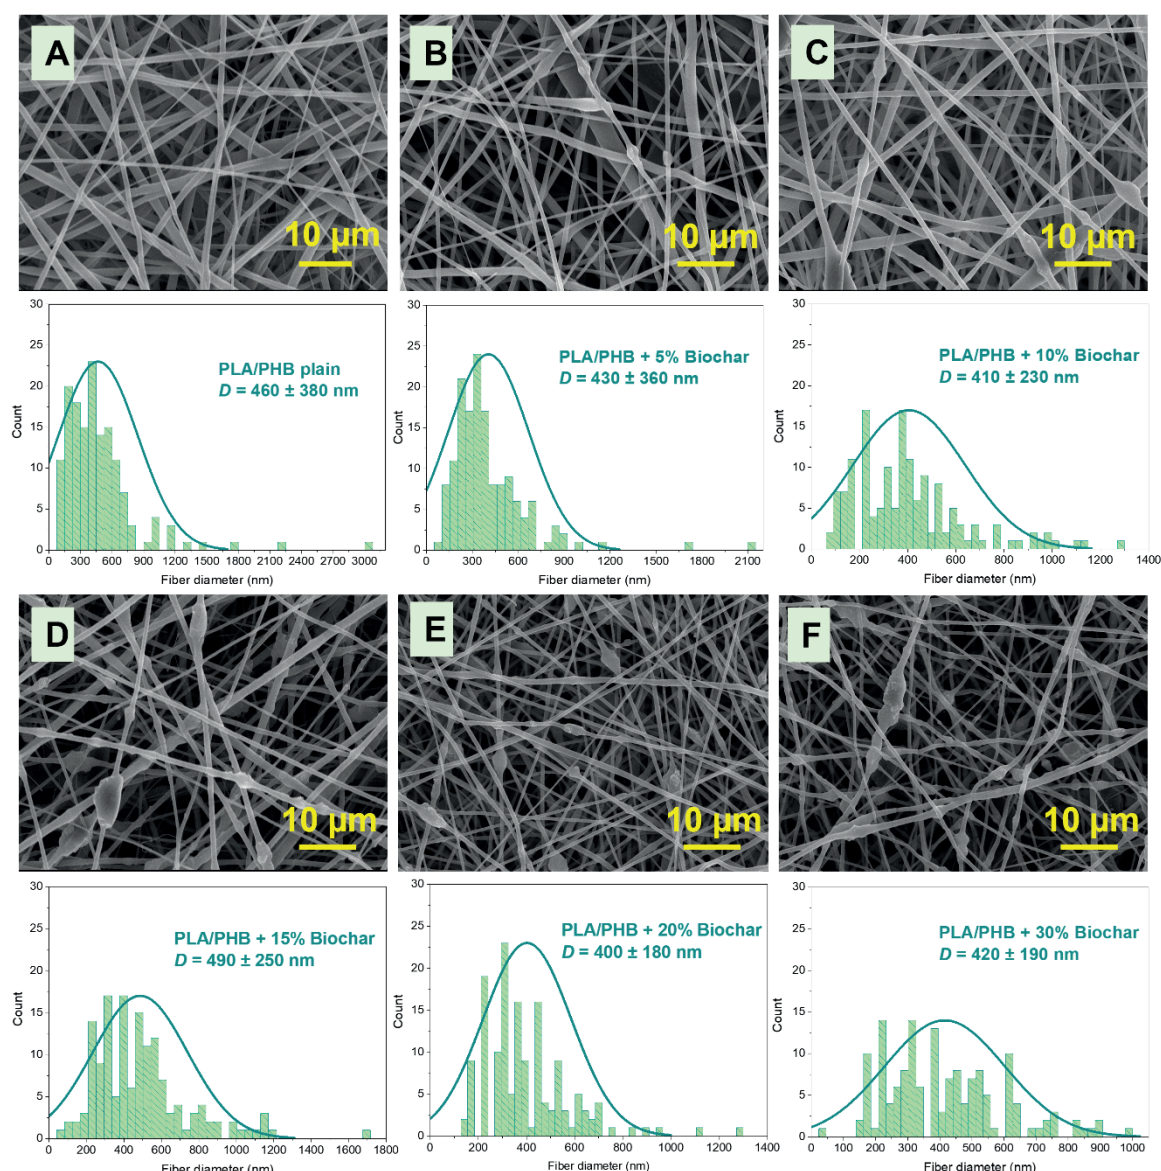 A
B
C
10 µm
10 µm
10 µm
30
25
20
15
10
5
0
Count
PLA/PHB plain
D = 460 ± 380 nm
0 300 600 900 1200 1500 1800 2100 2400 2700 3000
Fiber diameter (nm)
30
25
20
15
10
5
0
Count
PLA/PHB + 5% Biochar
D = 430 ± 360 nm
0 300 600 900 1200 1500 1800 2100
Fiber diameter (nm)
30
25
20
15
10
5
0
Count
PLA/PHB + 10% Biochar
D = 410 ± 230 nm
0 200 400 600 800 1000 1200 1400
Fiber diameter (nm)
D
E
F
10 µm
10 µm
10 µm
30
25
20
15
10
5
0
Count
PLA/PHB + 15% Biochar
D = 490 ± 250 nm
0 200 400 600 800 1000 1200 1400 1600 1800
Fiber diameter (nm)
30
25
20
15
10
5
0
Count
PLA/PHB + 20% Biochar
D = 400 ± 180 nm
200 400 600 800 1000 1200 1400
Fiber diameter (nm)
30
25
20
15
10
5
0
Count
PLA/PHB + 30% Biochar
D = 420 ± 190 nm
0 100 200 300 400 500 600 700 800 900 1000
Fiber diameter (nm)